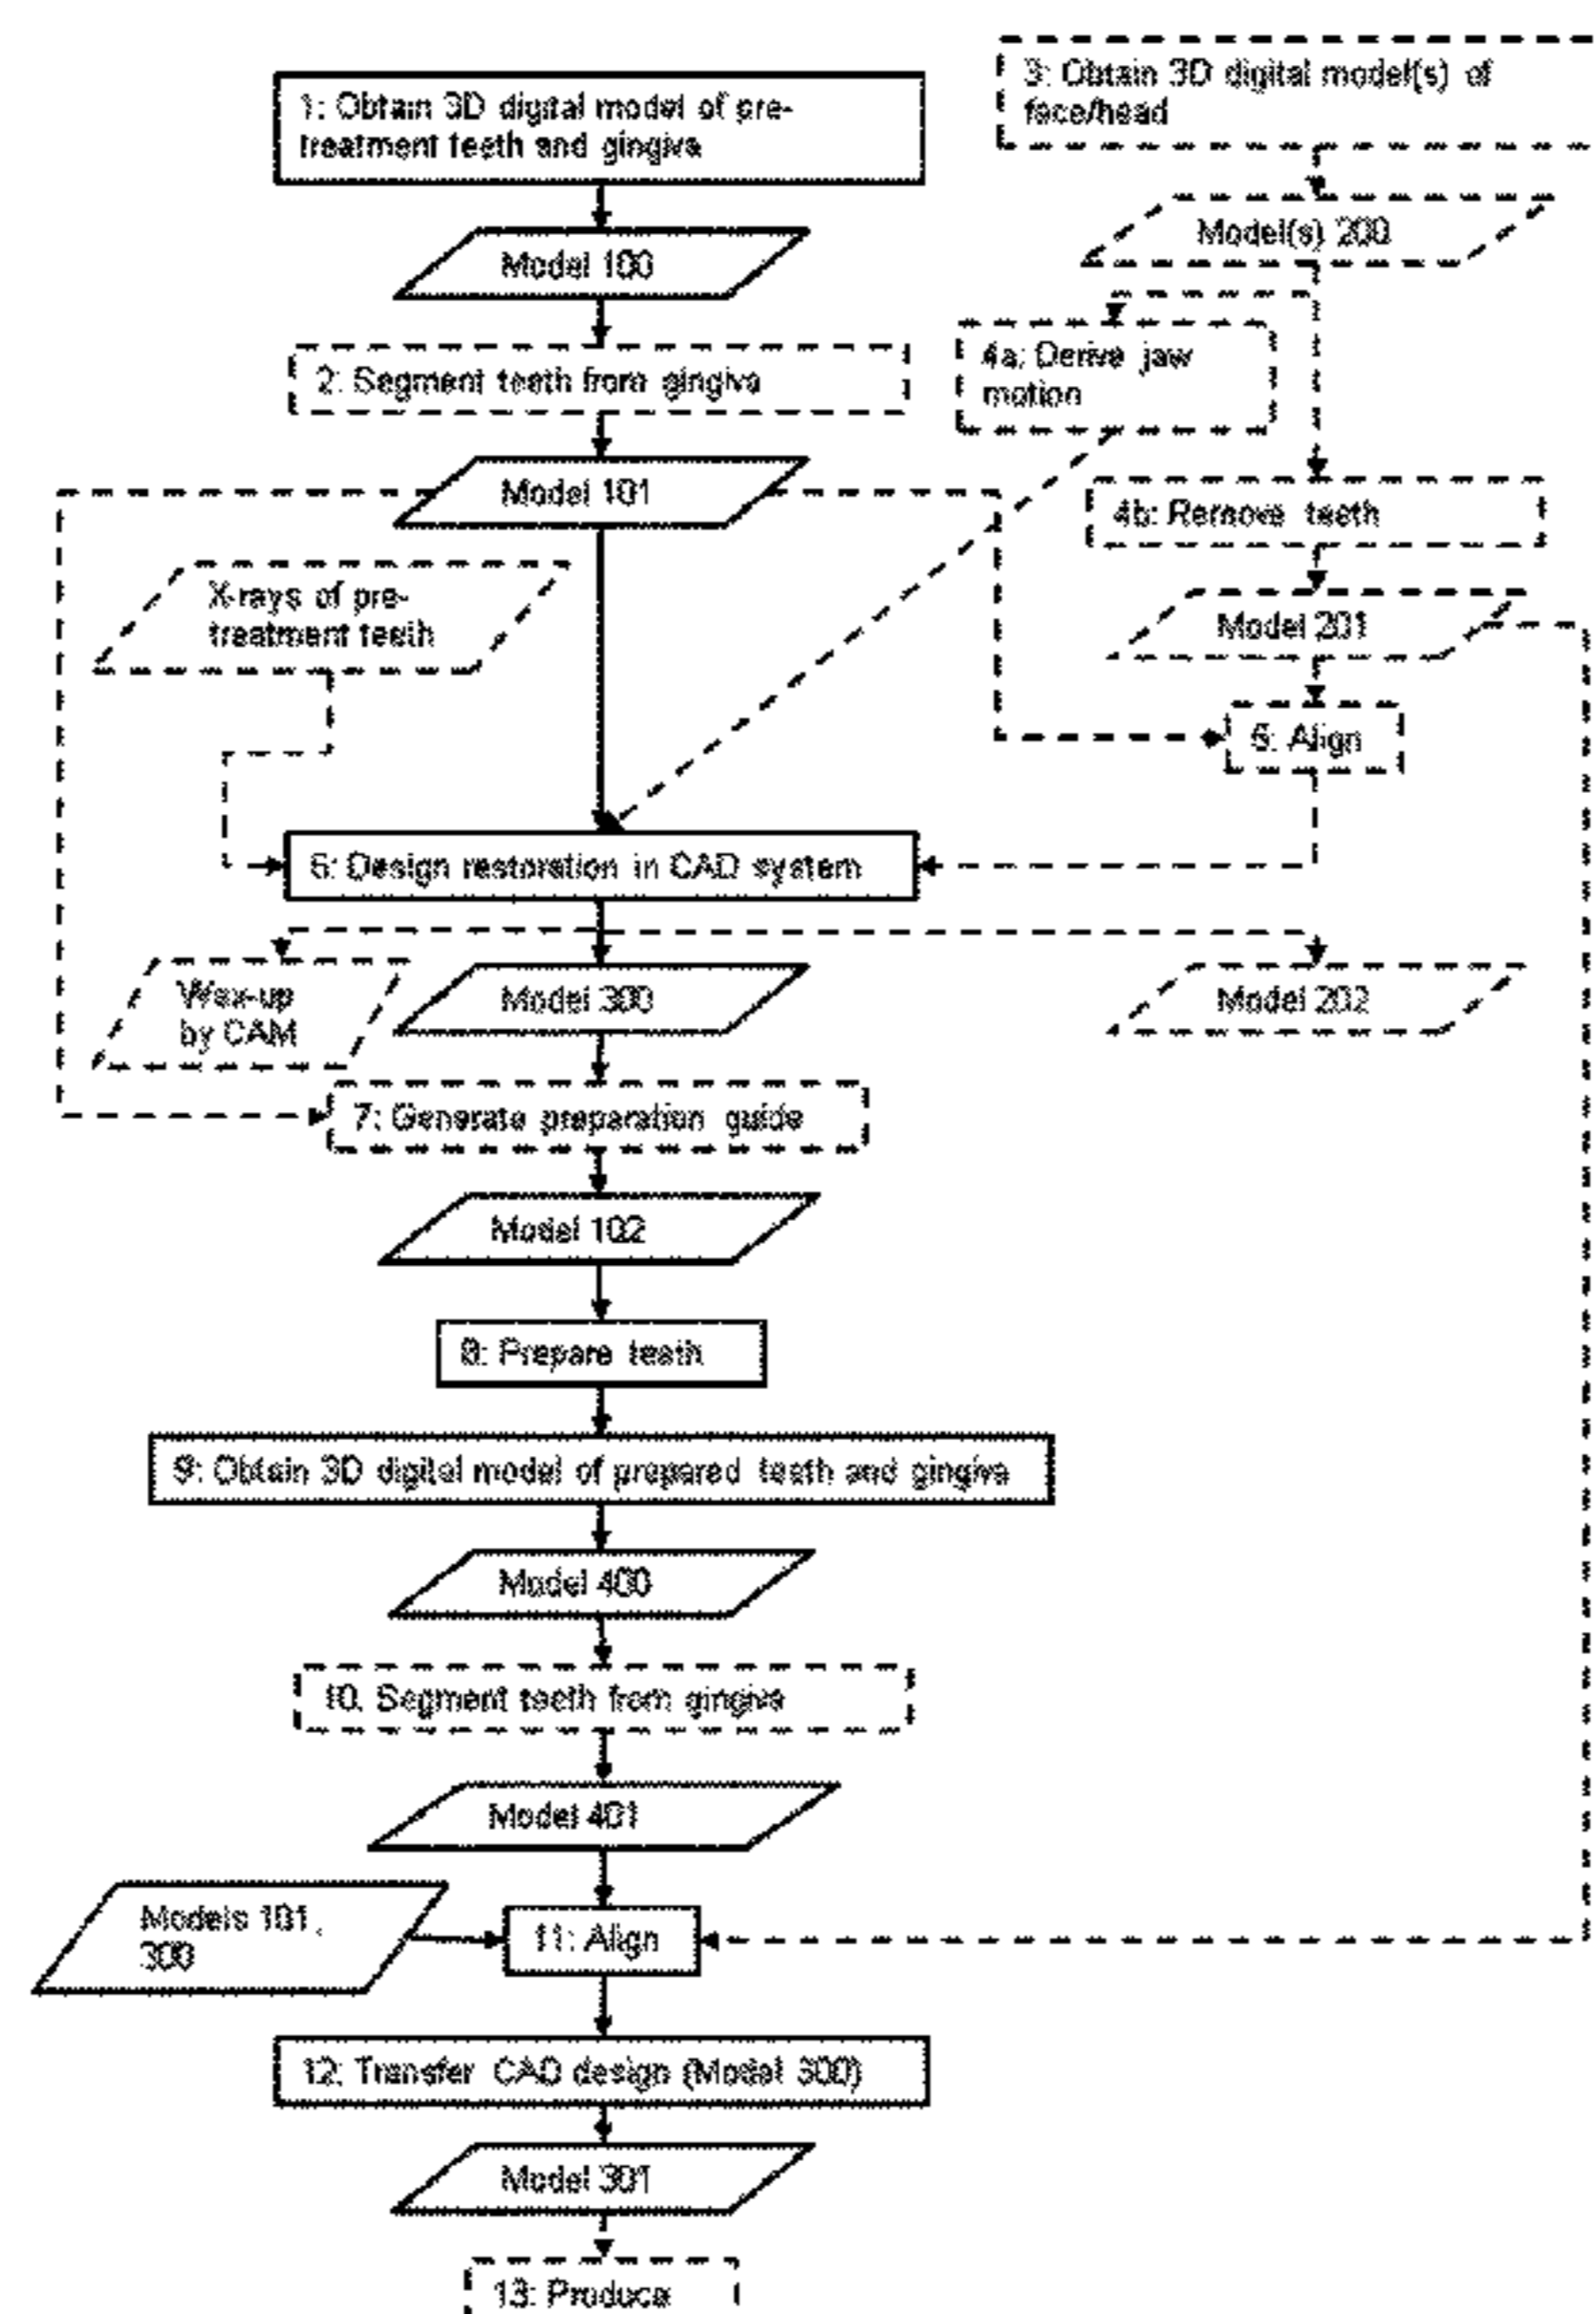 1: Obtain 3D digital model of pre-
treatment teeth and gingiva
3: Obtain 3D digital model(s) of
face/head
Model 100
Model(s) 200
2: Segment teeth from gingiva
4a: Derive jaw
motion
Model 101
4b: Remove teeth
X-rays of pre-
treatment teeth
Model 201
5: Align
6: Design restoration in CAD system
Wax-up
by CAM
Model 300
Model 202
7: Generate preparation guide
Model 102
8: Prepare teeth
9: Obtain 3D digital model of prepared teeth and gingiva
Model 400
10. Segment teeth from gingiva
Model 401
Models 101,
300
11: Align
12: Transfer CAD design (Model 300)
Model 301
13: Produce